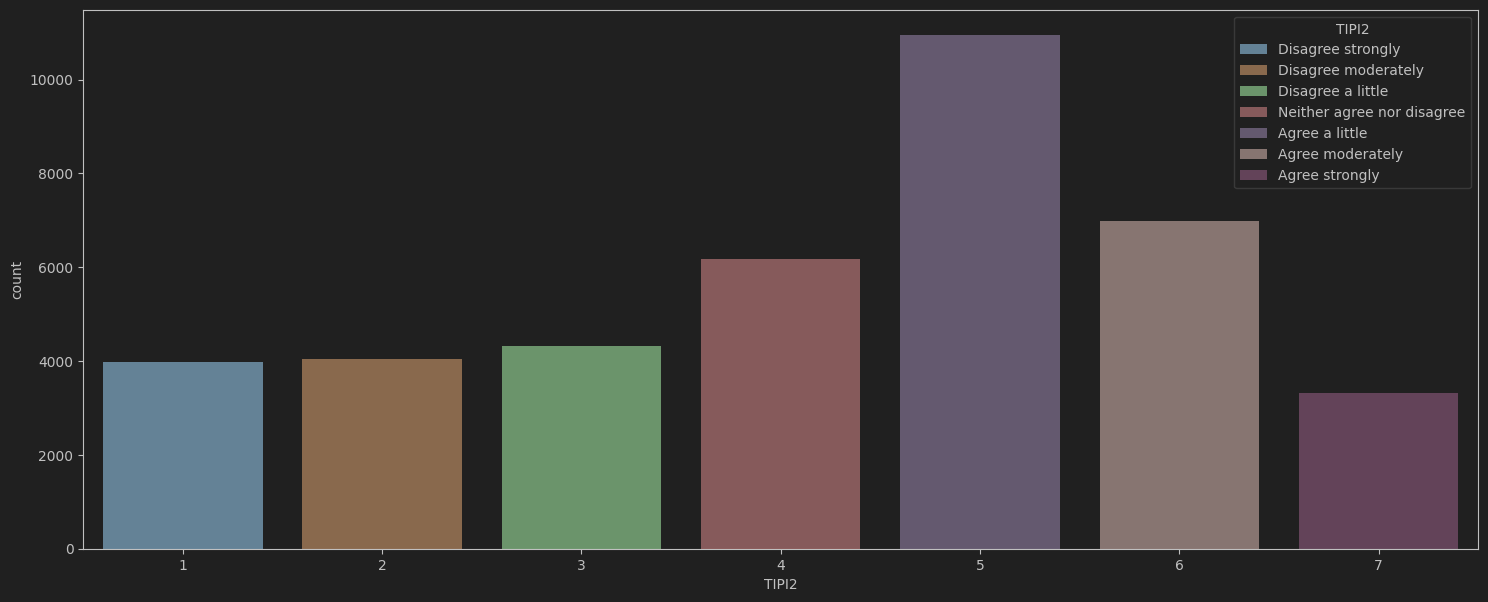 TIPI2
Disagree strongly
Disagree moderately
Disagree a little
Neither agree nor disagree
Agree a little
Agree moderately
Agree strongly
10000
8000
6000
4000
2000
0
count
1 2 3 4 5 6 7
TIPI2